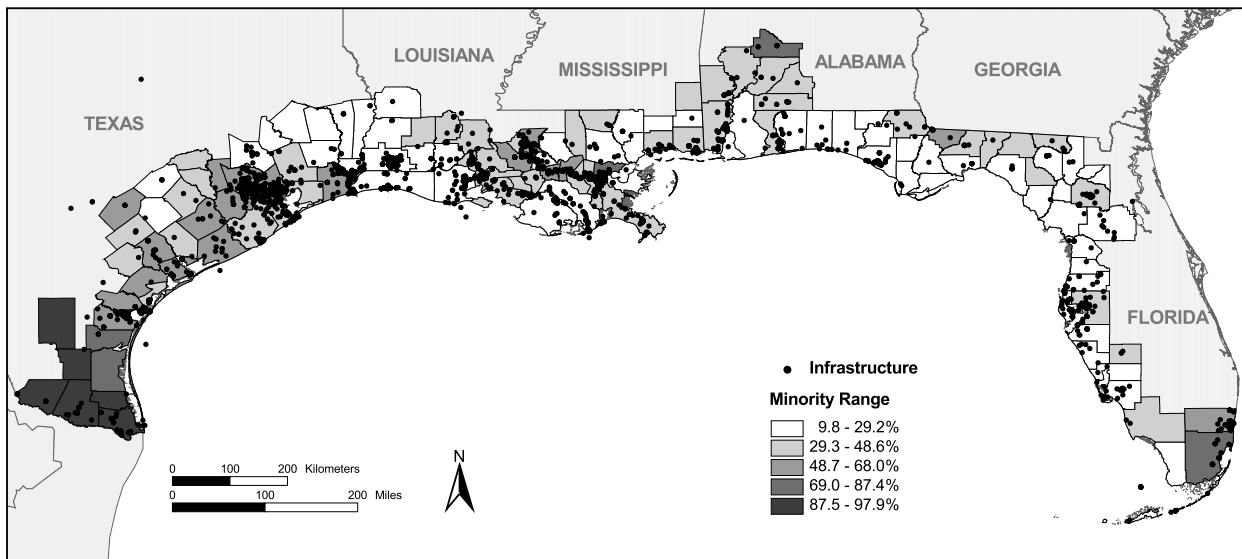 LOUISIANA
MISSISSIPPI
ALABAMA
GEORGIA
TEXAS
FLORIDA
Infrastructure
Minority Range
9.8 - 29.2%
29.3 - 48.6%
48.7 - 68.0%
69.0 - 87.4%
87.5 - 97.9%
N
0 100 200 Kilometers
0 100 200 Miles